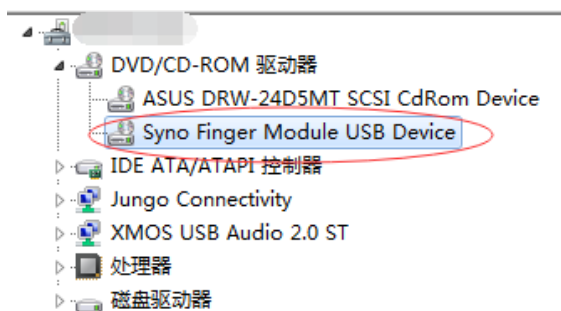 DVD/CD-ROM 驱动器
ASUS DRW-24D5MT SCSI CdRom Device
Syno Finger Module USB Device
IDE ATA/ATAPI 控制器
Jungo Connectivity
XMOS USB Audio 2.0 ST
处理器
磁盘驱动器